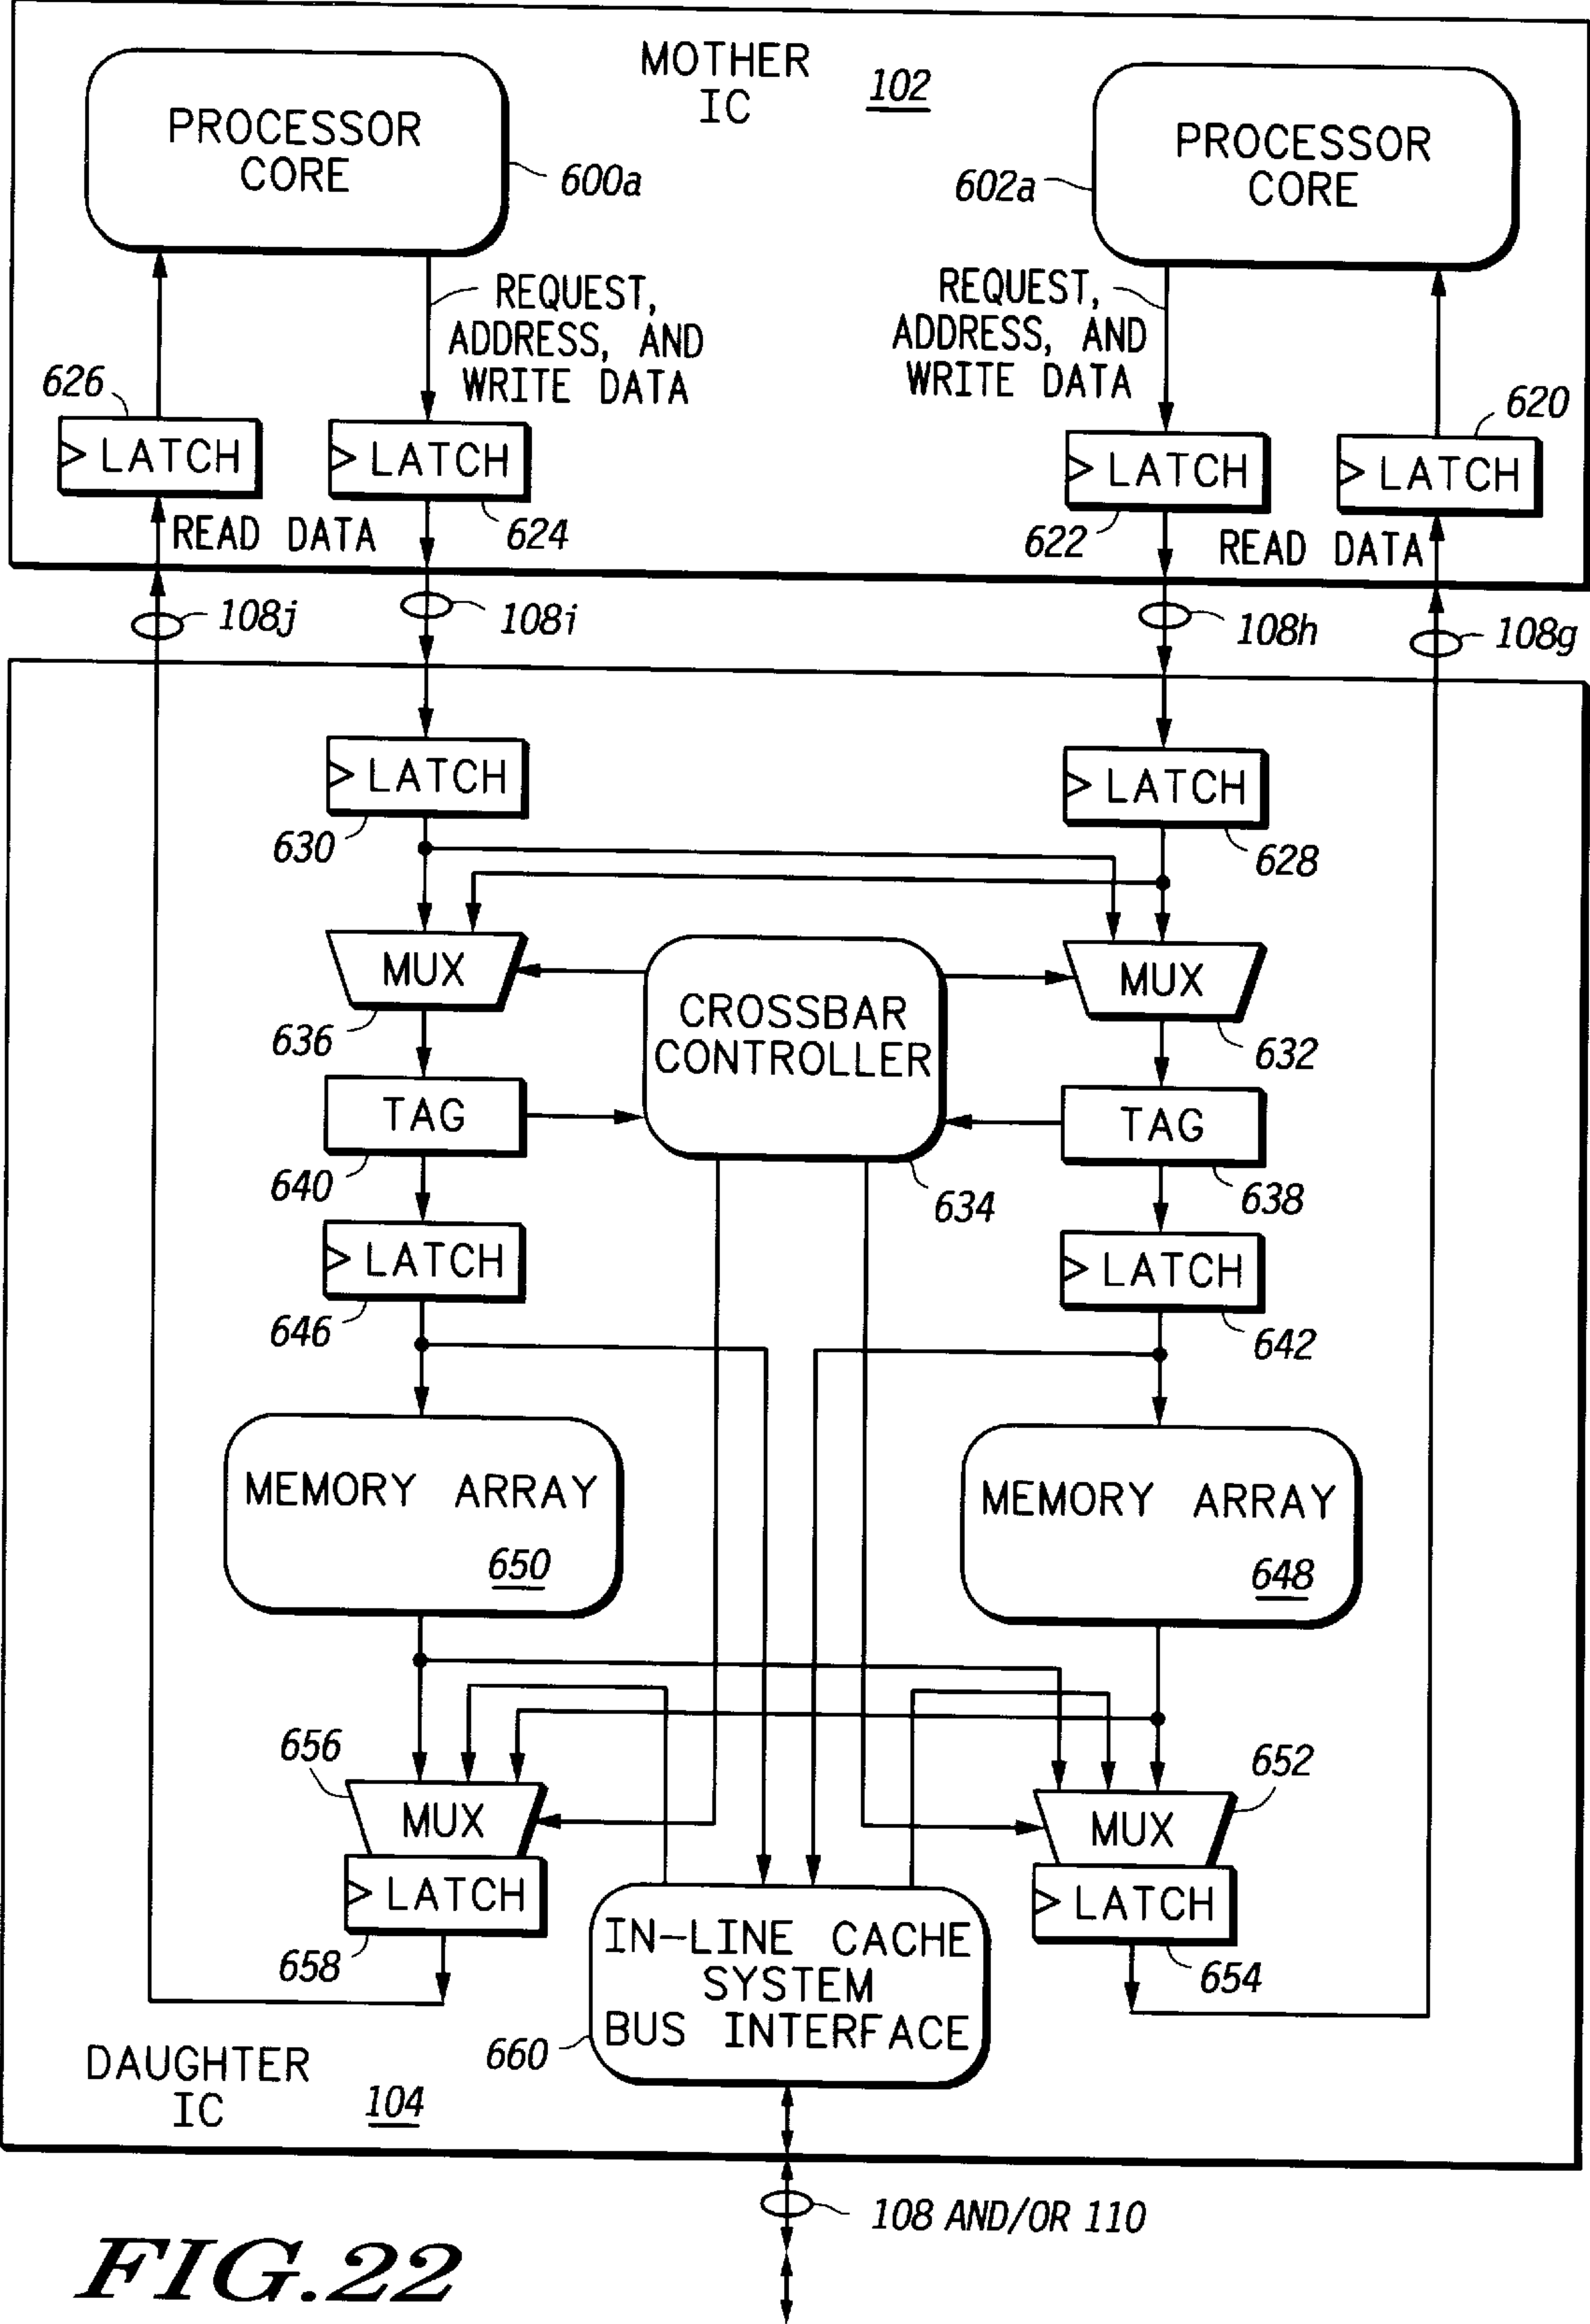 MOTHER
IC 102
PROCESSOR
CORE
600a
PROCESSOR
CORE
602a
REQUEST,
ADDRESS, AND
WRITE DATA
REQUEST,
ADDRESS, AND
WRITE DATA
626
LATCH
LATCH
624
READ DATA
LATCH
622
620
LATCH
READ DATA
108j
108i
108h
108g
LATCH
630
LATCH
628
MUX
636
CROSSBAR
CONTROLLER
634
MUX
632
TAG
640
TAG
638
LATCH
646
LATCH
642
MEMORY ARRAY
650
MEMORY ARRAY
648
656
MUX
LATCH
658
652
MUX
LATCH
654
IN-LINE CACHE
SYSTEM
BUS INTERFACE
660
DAUGHTER
IC 104
108 AND/OR 110
FIG.22